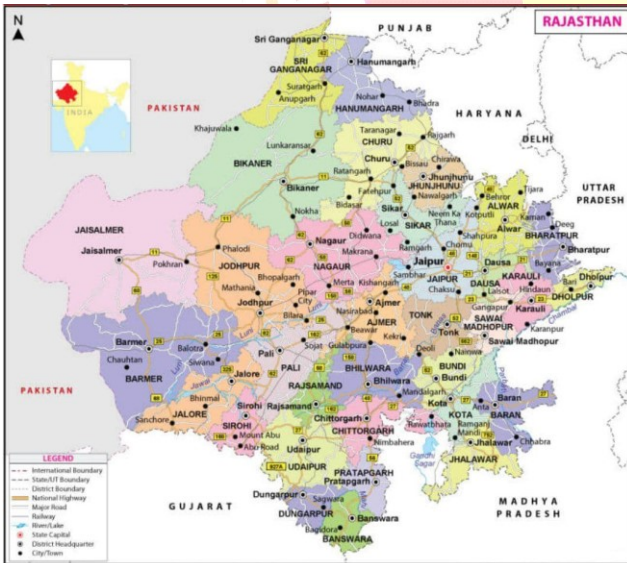 N
RAJASTHAN
PUNJAB
HARYANA
DELHI
UTTAR
PRADESH
PAKISTAN
INDIA
Sri Ganganagar
SRI
GANGANAGAR
Hanumangarh
Suratgarh
Anupgarh
Nohar
Bhadra
HANUMANGARH
Khajuwala
Lunkaransar
BIKANER
Bikaner
Nokha
Taranagar
Rajgarh
CHURU
Churu
Bissau
Chirawa
Ratangarh
Jhunjhunu
JHUNJHUNU
Fatehpur
Nawalgarh
Bidasar
Sikar
SIKAR
Neem Ka
Thana
Behror
Kotputli
Tijara
ALWAR
Alwar
Kaman
Deeg
BHARATPUR
Bharatpur
Bayana
JAISALMER
Jaisalmer
Pokhran
Phalodi
JODHPUR
Didwana
Losal
Nagaur
NAGAUR
Makrana
Ramgarh
Shahpura
Chomu
Jaipur
JAIPUR
Sambhar
Dausa
DAUSA
Lalsot
Chaksu
KARAULI
Hindaun
Karauli
Bari
Dholpur
DHOLPUR
Gangapur
Karanpur
Chambal
Bhopalgarh
Mathania
Pipar
City
Merta
Kishangarh
Jodhpur
Bilara
Nasirabad
Ajmer
AJMER
TONK
Tonk
SAWAI
MADHOPUR
Sawai Madhopur
Beawar
Kekri
Barmer
BARMER
Balotra
Chauhtan
Siwana
Luni
Jawai
Pali
PALI
Sojat
Gulabpura
BHILWARA
Bhilwara
Deoli
Nainwa
BUNDI
Bundi
Mandalgarh
Jalore
JALORE
Bhinmal
Sanchore
Sirohi
SIROHI
RAJSAMAND
Rajsamand
Chittorgarh
CHITTORGARH
Kota
KOTA
Anta
Baran
BARAN
Rawatbhata
Ramganj
Mandi
Chhabra
Jhalawar
JHALAWAR
Mount Abu
Abu Road
Udaipur
UDAIPUR
Nimbahera
Gandhi
Sagar
PRATAPGARH
Pratapgarh
Dungarpur
DUNGARPUR
Sagwara
Banswara
BANSWARA
Bagidora
PAKISTAN
GUJARAT
MADHYA
PRADESH
LEGEND
International Boundary
State/UT Boundary
District Boundary
National Highway
Major Road
Railway
River/Lake
State Capital
District Headquarter
City/Town